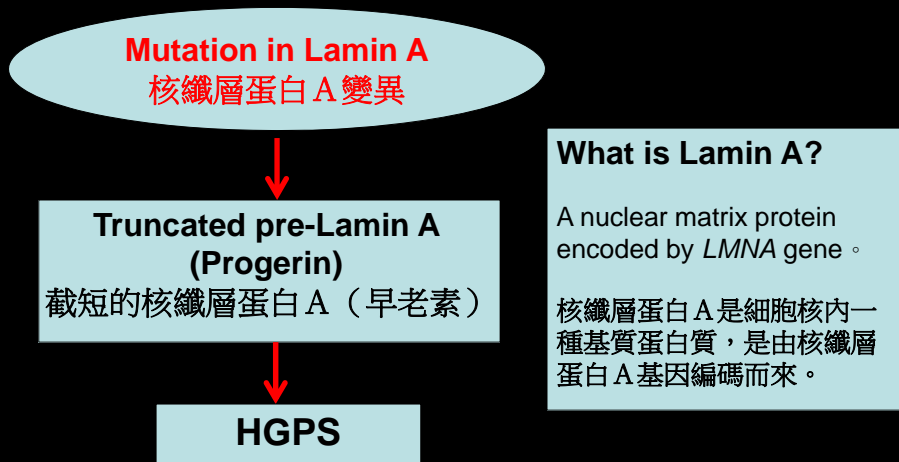 Mutation in Lamin A
核纖層蛋白Ａ變異
Truncated pre-Lamin A
(Progerin)
截短的核纖層蛋白Ａ（早老素）
HGPS
What is Lamin A?
A nuclear matrix protein
encoded by LMNA gene。
核纖層蛋白Ａ是細胞核內一
種基質蛋白質，是由核纖層
蛋白Ａ基因編碼而來。